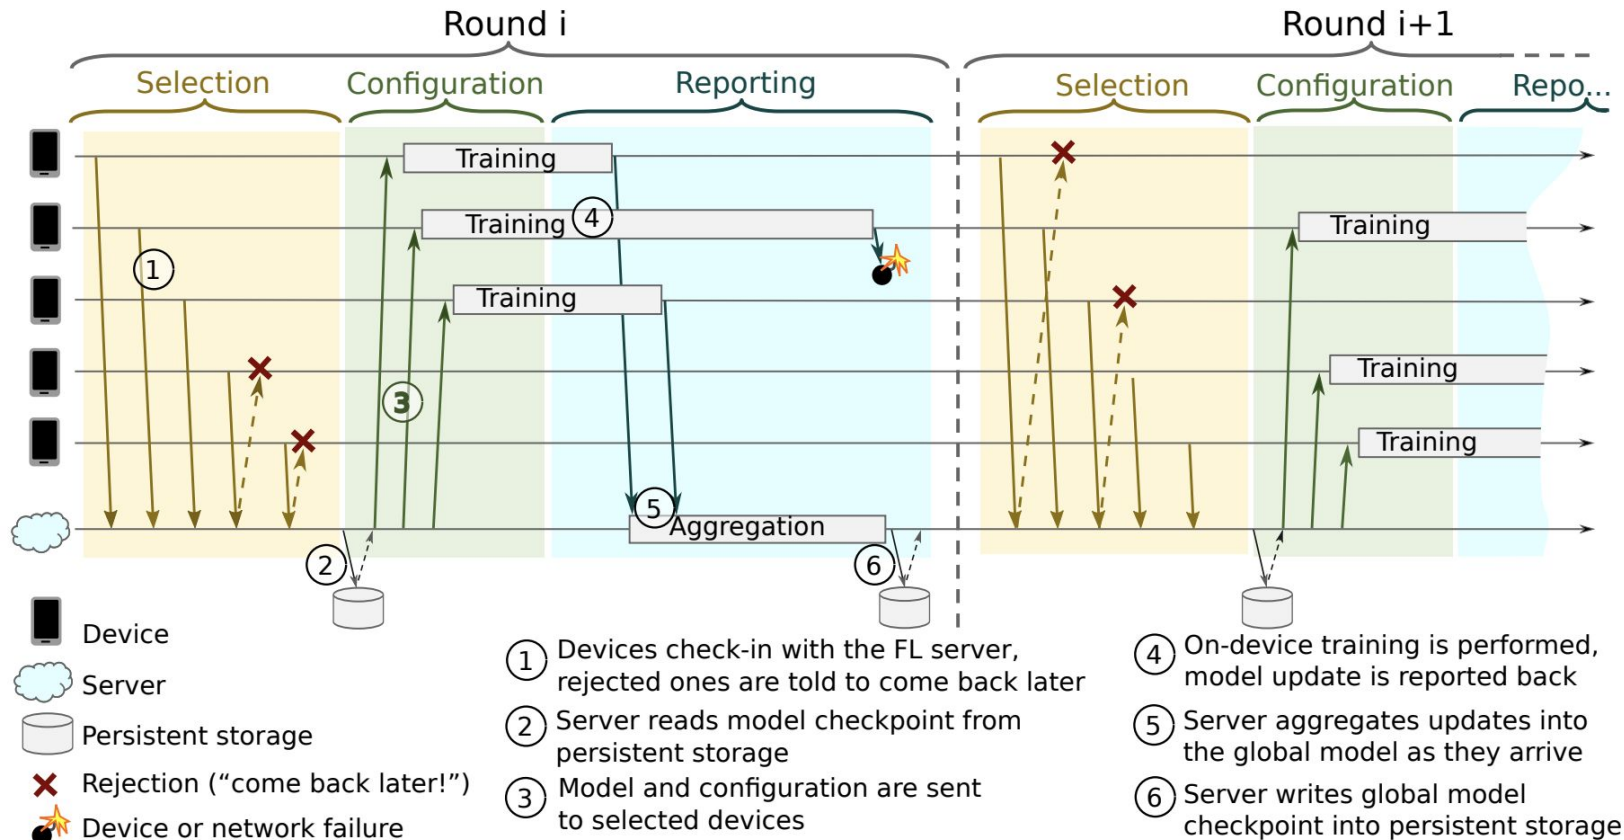 Round i
Round i+1
Selection
Configuration
Reporting
Selection
Configuration
Repo...
Training
Training
4
Training
1
3
5
Aggregation
2
6
Training
Training
Training
Device
Server
Persistent storage
Rejection (“come back later!”)
Device or network failure
1
Devices check-in with the FL server,
rejected ones are told to come back later
2
Server reads model checkpoint from
persistent storage
3
Model and configuration are sent
to selected devices
4
On-device training is performed,
model update is reported back
5
Server aggregates updates into
the global model as they arrive
6
Server writes global model
checkpoint into persistent storage